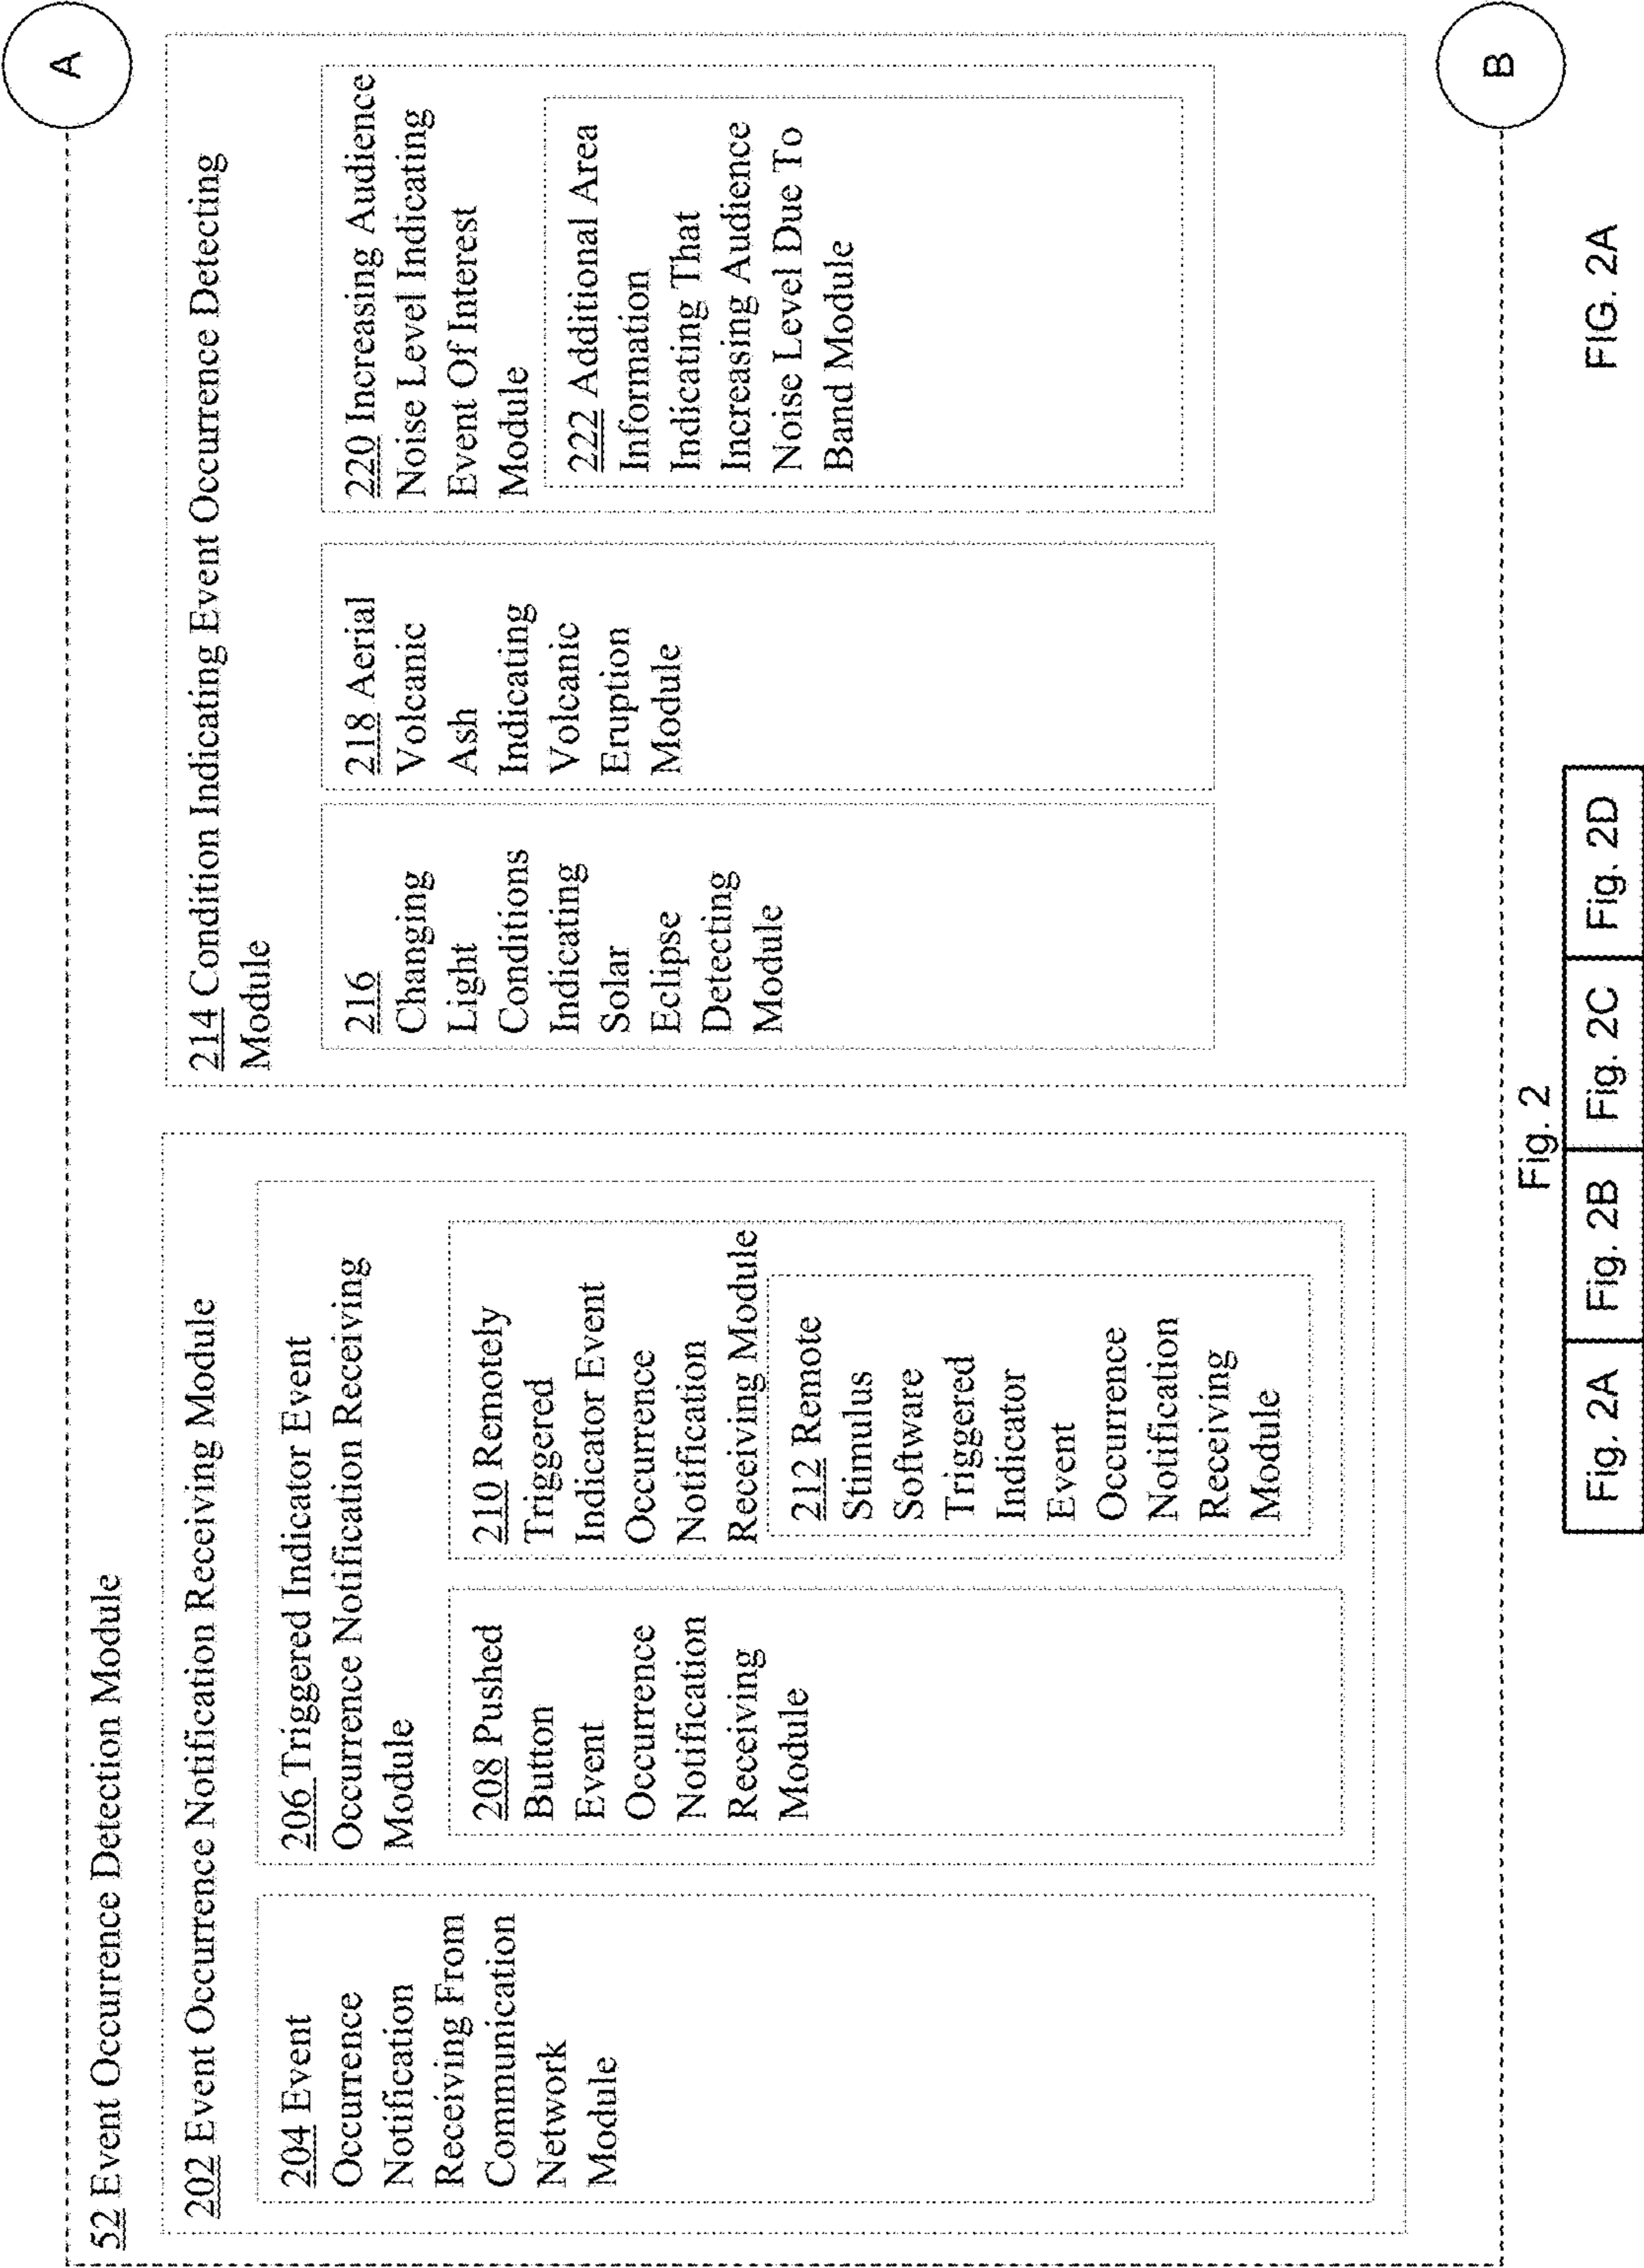 52 Event Occurrence Detection Module
202 Event Occurrence Notification Receiving Module
204 Event
Occurrence
Notification
Receiving From
Communication
Network
Module
206 Triggered Indicator Event
Occurrence Notification Receiving
Module
208 Pushed
Button
Event
Occurrence
Notification
Receiving
Module
210 Remotely
Triggered
Indicator Event
Occurrence
Notification
Receiving Module
212 Remote
Stimulus
Software
Triggered
Indicator
Event
Occurrence
Notification
Receiving
Module
214 Condition Indicating Event Occurrence Detecting
Module
216
Changing
Light
Conditions
Indicating
Solar
Eclipse
Detecting
Module
218 Aerial
Volcanic
Ash
Indicating
Volcanic
Eruption
Module
220 Increasing Audience
Noise Level Indicating
Event Of Interest
Module
222 Additional Area
Information
Indicating That
Increasing Audience
Noise Level Due To
Band Module
A
B
Fig. 2
Fig. 2A Fig. 2B Fig. 2C Fig. 2D
FIG. 2A